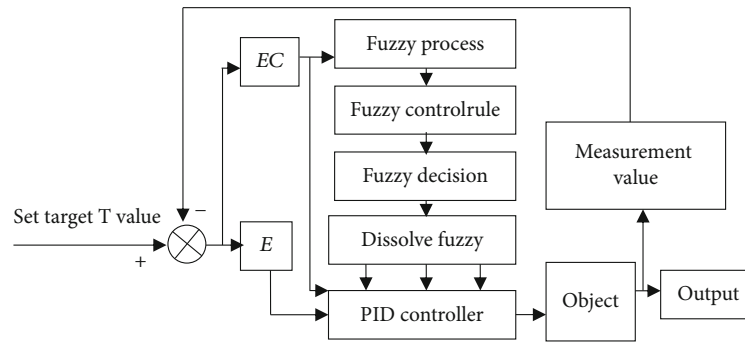 Fuzzy process
EC
Fuzzy controlrule
Measurement
value
Fuzzy decision
Set target T value
−
+
E
Dissolve fuzzy
PID controller
Object
Output